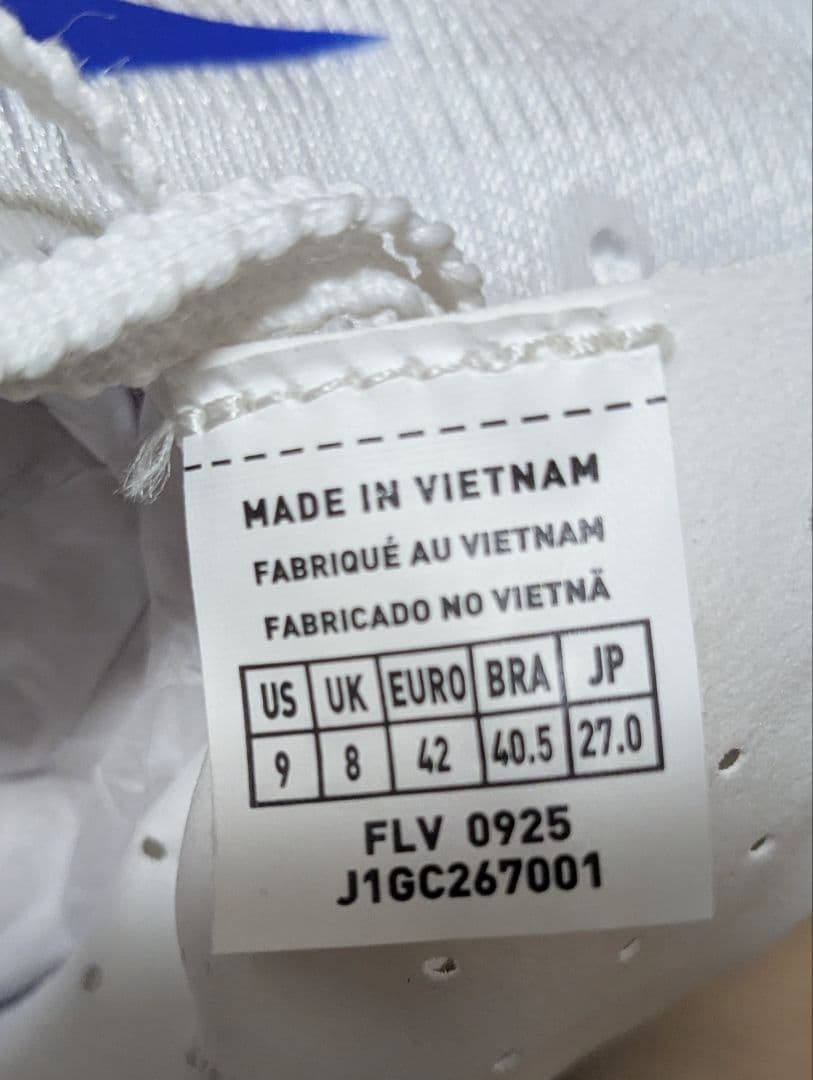 MADE IN VIETNAM
FABRIQUÉ AU VIETNAM
FABRICADO NO VIETNÃ
US UK EURO BRA JP
9 8 42 40.5 27.0
FLV 0925
J1GC267001